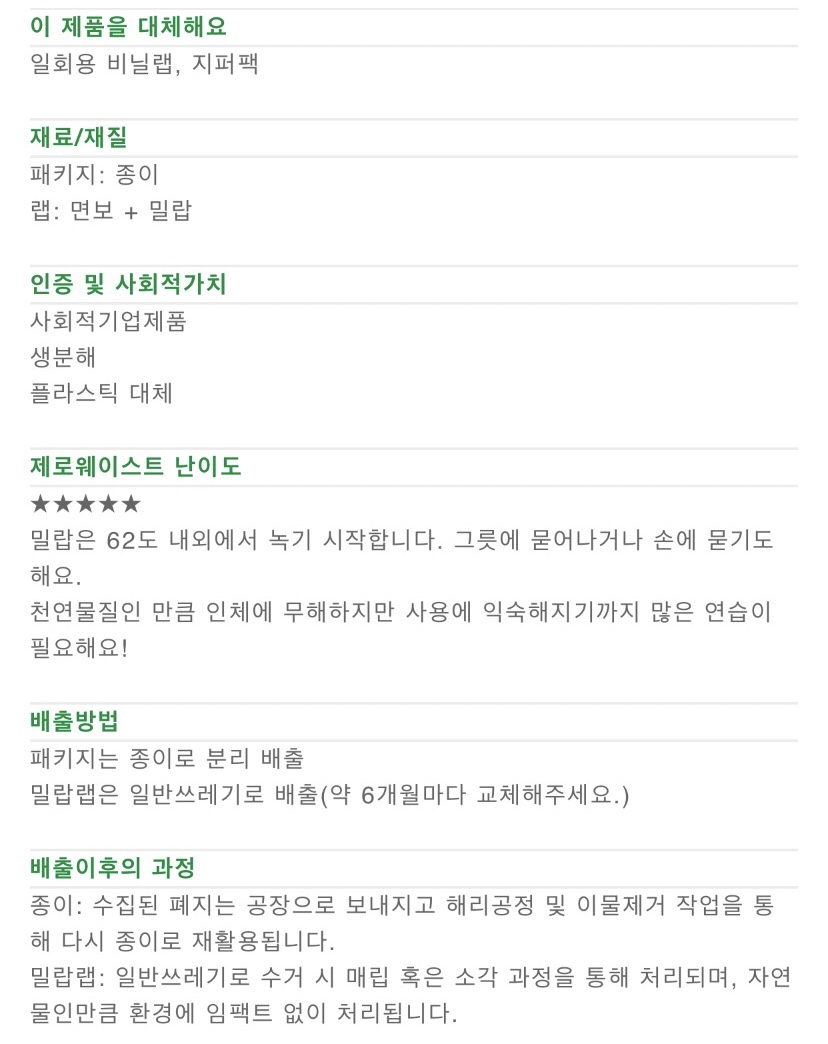 이 제품을 대체해요
일회용 비닐랩, 지퍼팩
재료/재질
패키지: 종이
랩: 면보 + 밀랍
인증 및 사회적가치
사회적기업제품
생분해
플라스틱 대체
제로웨이스트 난이도
★★★★★
밀랍은 62도 내외에서 녹기 시작합니다. 그릇에 묻어나거나 손에 묻기도
해요.
천연물질인 만큼 인체에 무해하지만 사용에 익숙해지기까지 많은 연습이
필요해요!
배출방법
패키지는 종이로 분리 배출
밀랍랩은 일반쓰레기로 배출(약 6개월마다 교체해주세요.)
배출이후의 과정
종이: 수집된 폐지는 공장으로 보내지고 해리공정 및 이물제거 작업을 통
해 다시 종이로 재활용됩니다.
밀랍랩: 일반쓰레기로 수거 시 매립 혹은 소각 과정을 통해 처리되며, 자연
물인만큼 환경에 임팩트 없이 처리됩니다.